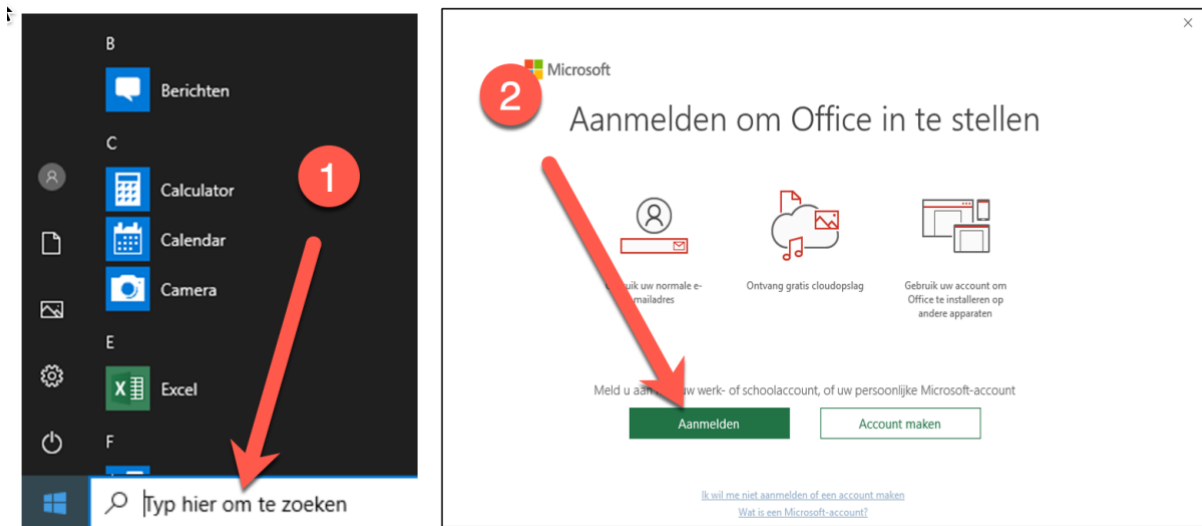 B
Berichten
C
1
Calculator
Calendar
Camera
E
Excel
F
Typ hier om te zoeken
Microsoft
2
Aanmelden om Office in te stellen
normale e-
mailadres
Ontvang gratis cloudopslag
Gebruik uw account om
Office te installeren op
andere apparaten
Meld u aan uw werk- of schoolaccount, of uw persoonlijke Microsoft-account
Aanmelden
Account maken
Ik wil me niet aanmelden of een account maken
Wat is een Microsoft-account?